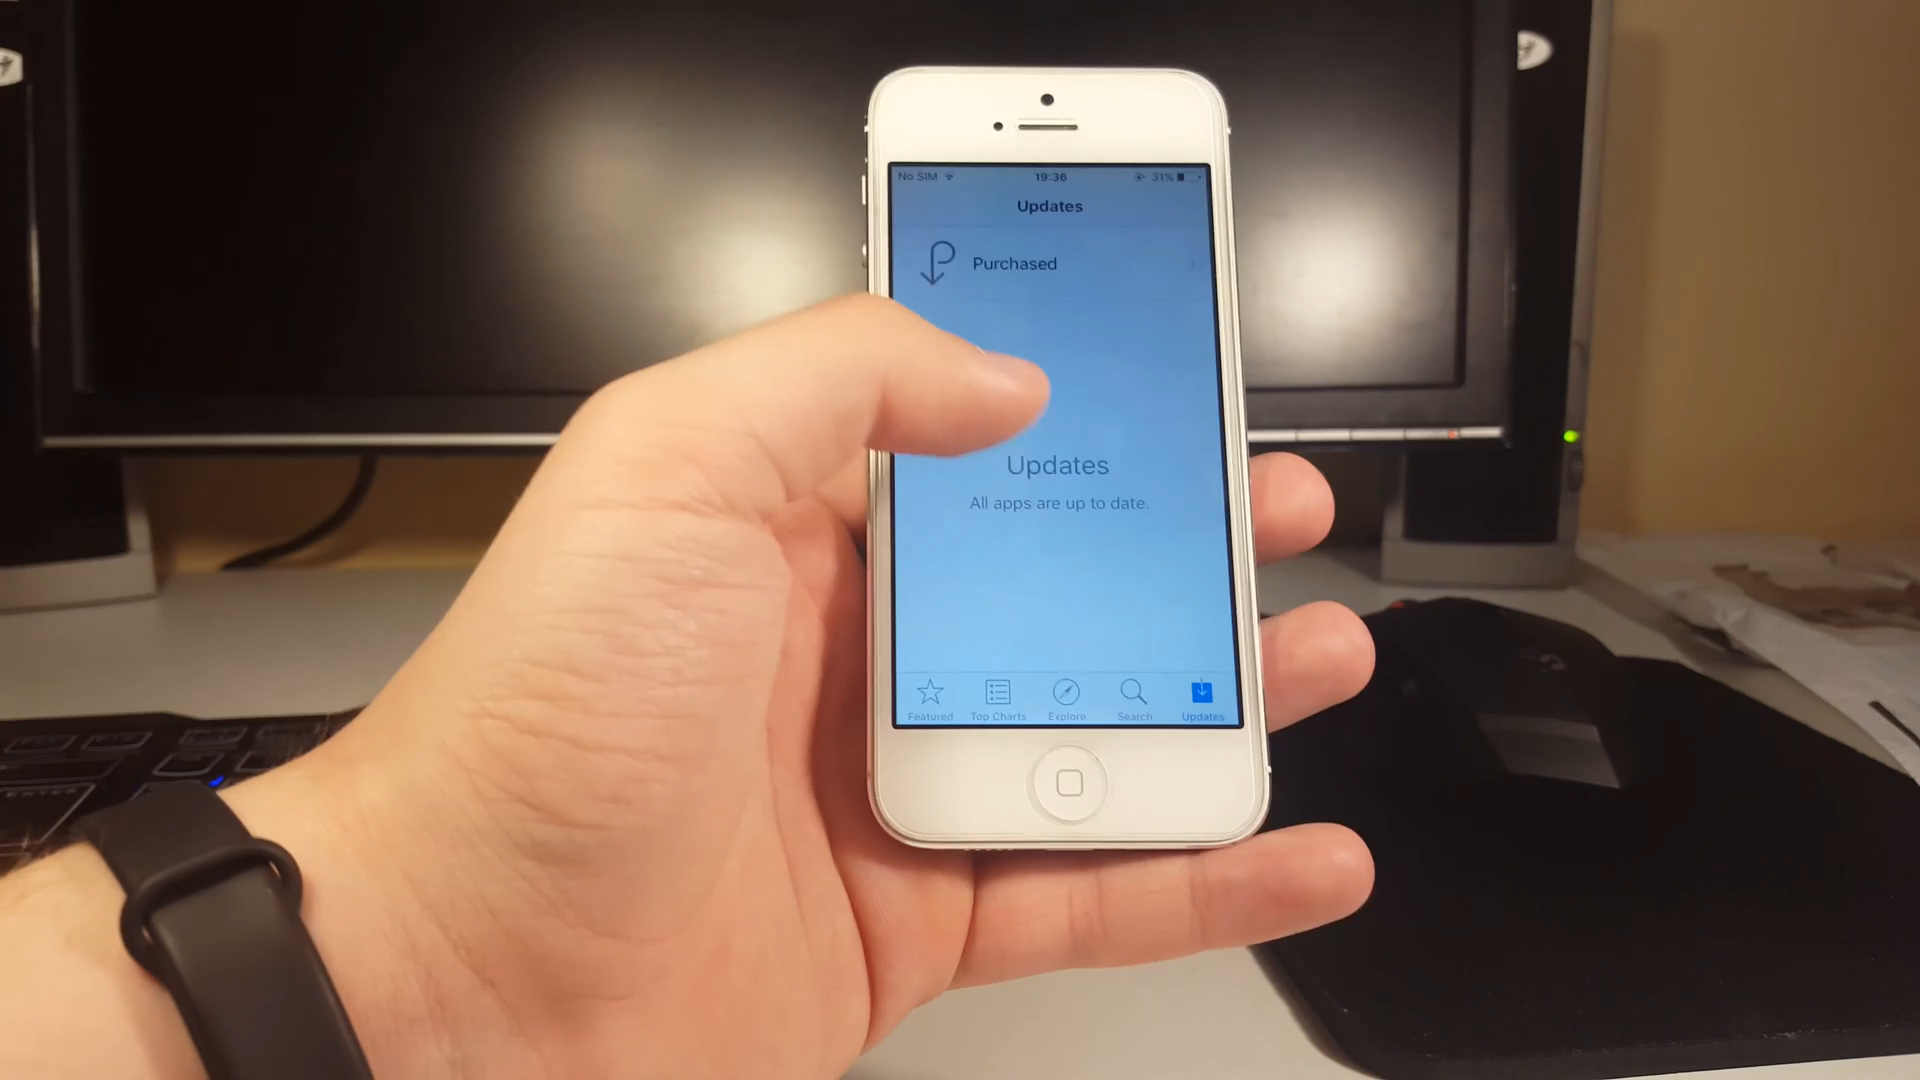 No SIM 19:36 31%
Updates
Purchased
Updates
All apps are up to date.
Featured Top Charts Explore Search Updates
ENTER